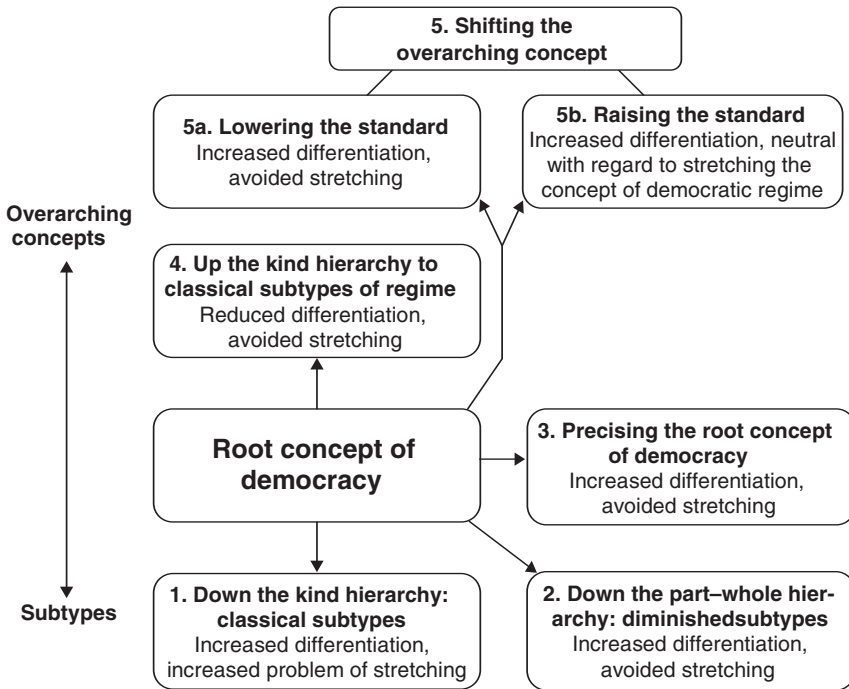 5. Shifting the
overarching concept
5a. Lowering the standard
Increased differentiation,
avoided stretching
5b. Raising the standard
Increased differentiation, neutral
with regard to stretching the
concept of democratic regime
Overarching
concepts
4. Up the kind hierarchy to
classical subtypes of regime
Reduced differentiation,
avoided stretching
Root concept of
democracy
3. Precising the root concept
of democracy
Increased differentiation,
avoided stretching
Subtypes
1. Down the kind hierarchy:
classical subtypes
Increased differentiation,
increased problem of stretching
2. Down the part–whole hier-
archy: diminishedsubtypes
Increased differentiation,
avoided stretching